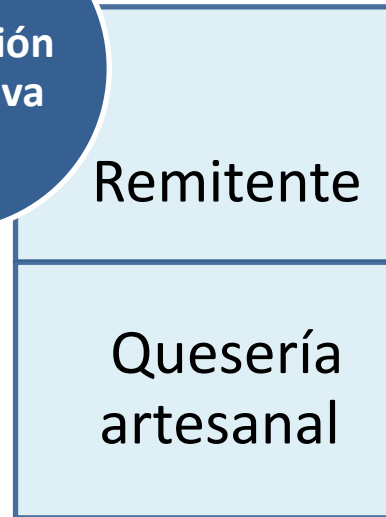 ión
va
Remitente
Quesería
artesanal